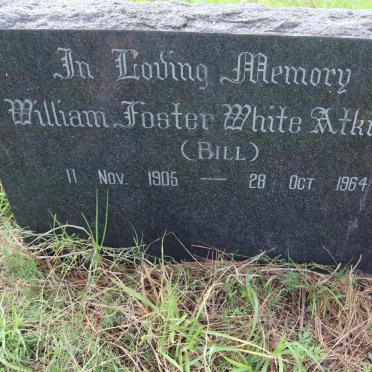 In Loving Memory
William Foster White Atki
(BILL)
11 NOV. 1905 — 28 OCT 1964